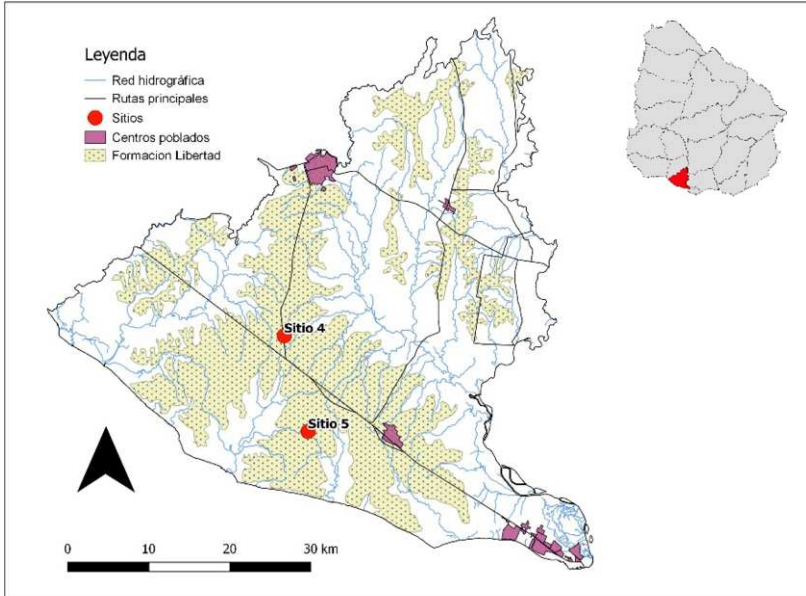 Leyenda
Red hidrográfica
Rutas principales
Sitios
Centros poblados
Formacion Libertad
Sitio 4
Sitio 5
0 10 20 30 km